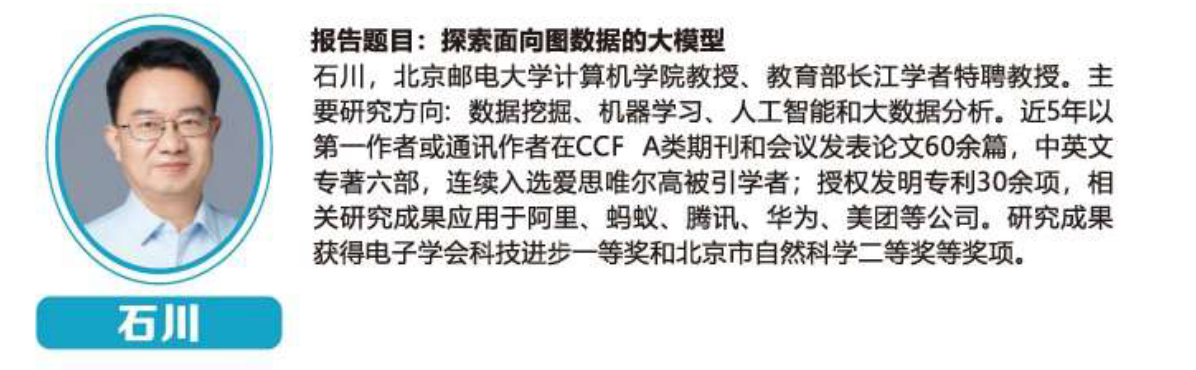 报告题目：探索面向图数据的大模型
石川，北京邮电大学计算机学院教授、教育部长江学者特聘教授。主
要研究方向: 数据挖掘、机器学习、人工智能和大数据分析。近5年以
第一作者或通讯作者在CCF A类期刊和会议发表论文60余篇，中英文
专著六部，连续入选爱思唯尔高被引学者；授权发明专利30余项，相
关研究成果应用于阿里、蚂蚁、腾讯、华为、美团等公司。研究成果
获得电子学会科技进步一等奖和北京市自然科学二等奖等奖项。
石川